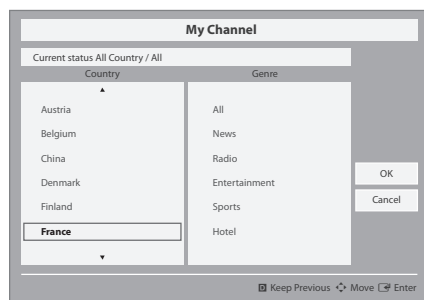 My Channel
Current status All Country / All
Country
Genre
Austria
Belgium
China
Denmark
Finland
France
All
News
Radio
Entertainment
Sports
Hotel
OK
Cancel
D Keep Previous Move Enter